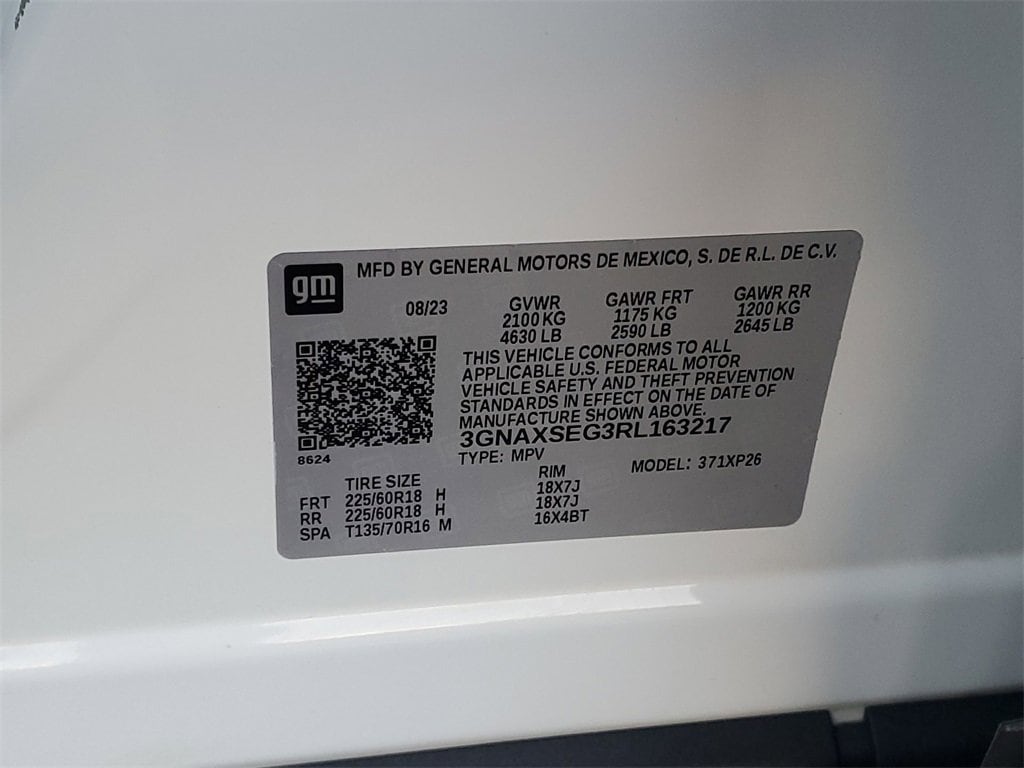 gm
MFD BY GENERAL MOTORS DE MEXICO, S. DE R.L. DE C.V.
08/23 GVWR GAWR FRT GAWR RR
2100 KG 1175 KG 1200 KG
4630 LB 2590 LB 2645 LB
THIS VEHICLE CONFORMS TO ALL
APPLICABLE U.S. FEDERAL MOTOR
VEHICLE SAFETY AND THEFT PREVENTION
STANDARDS IN EFFECT ON THE DATE OF
MANUFACTURE SHOWN ABOVE.
3GNAXSEG3RL163217
8624
TYPE: MPV MODEL: 371XP26
TIRE SIZE RIM
FRT 225/60R18 H 18X7J
RR 225/60R18 H 18X7J
SPA T135/70R16 M 16X4BT